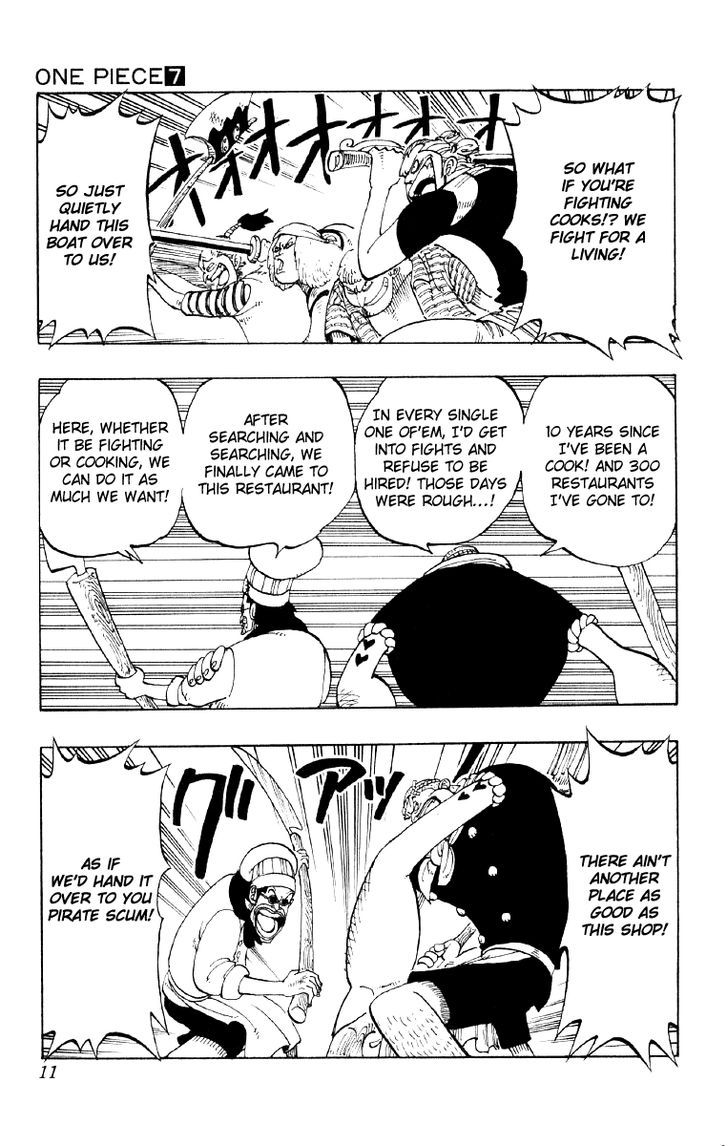 ONE PIECE 7
SO WHAT
IF YOU'RE
FIGHTING
COOKS!? WE
FIGHT FOR A
LIVING!
オオオオオオ
SO JUST
QUIETLY
HAND THIS
BOAT OVER
TO US!
10 YEARS SINCE
I'VE BEEN A
COOK! AND 300
RESTAURANTS
I'VE GONE TO!
IN EVERY SINGLE
ONE OF'EM, I'D GET
INTO FIGHTS AND
REFUSE TO BE
HIRED! THOSE DAYS
WERE ROUGH...!
AFTER
SEARCHING AND
SEARCHING, WE
FINALLY CAME TO
THIS RESTAURANT!
HERE, WHETHER
IT BE FIGHTING
OR COOKING, WE
CAN DO IT AS
MUCH WE WANT!
THERE AIN'T
ANOTHER
PLACE AS
GOOD AS
THIS SHOP!
グアッ
AS IF
WE'D HAND IT
OVER TO YOU
PIRATE SCUM!
11